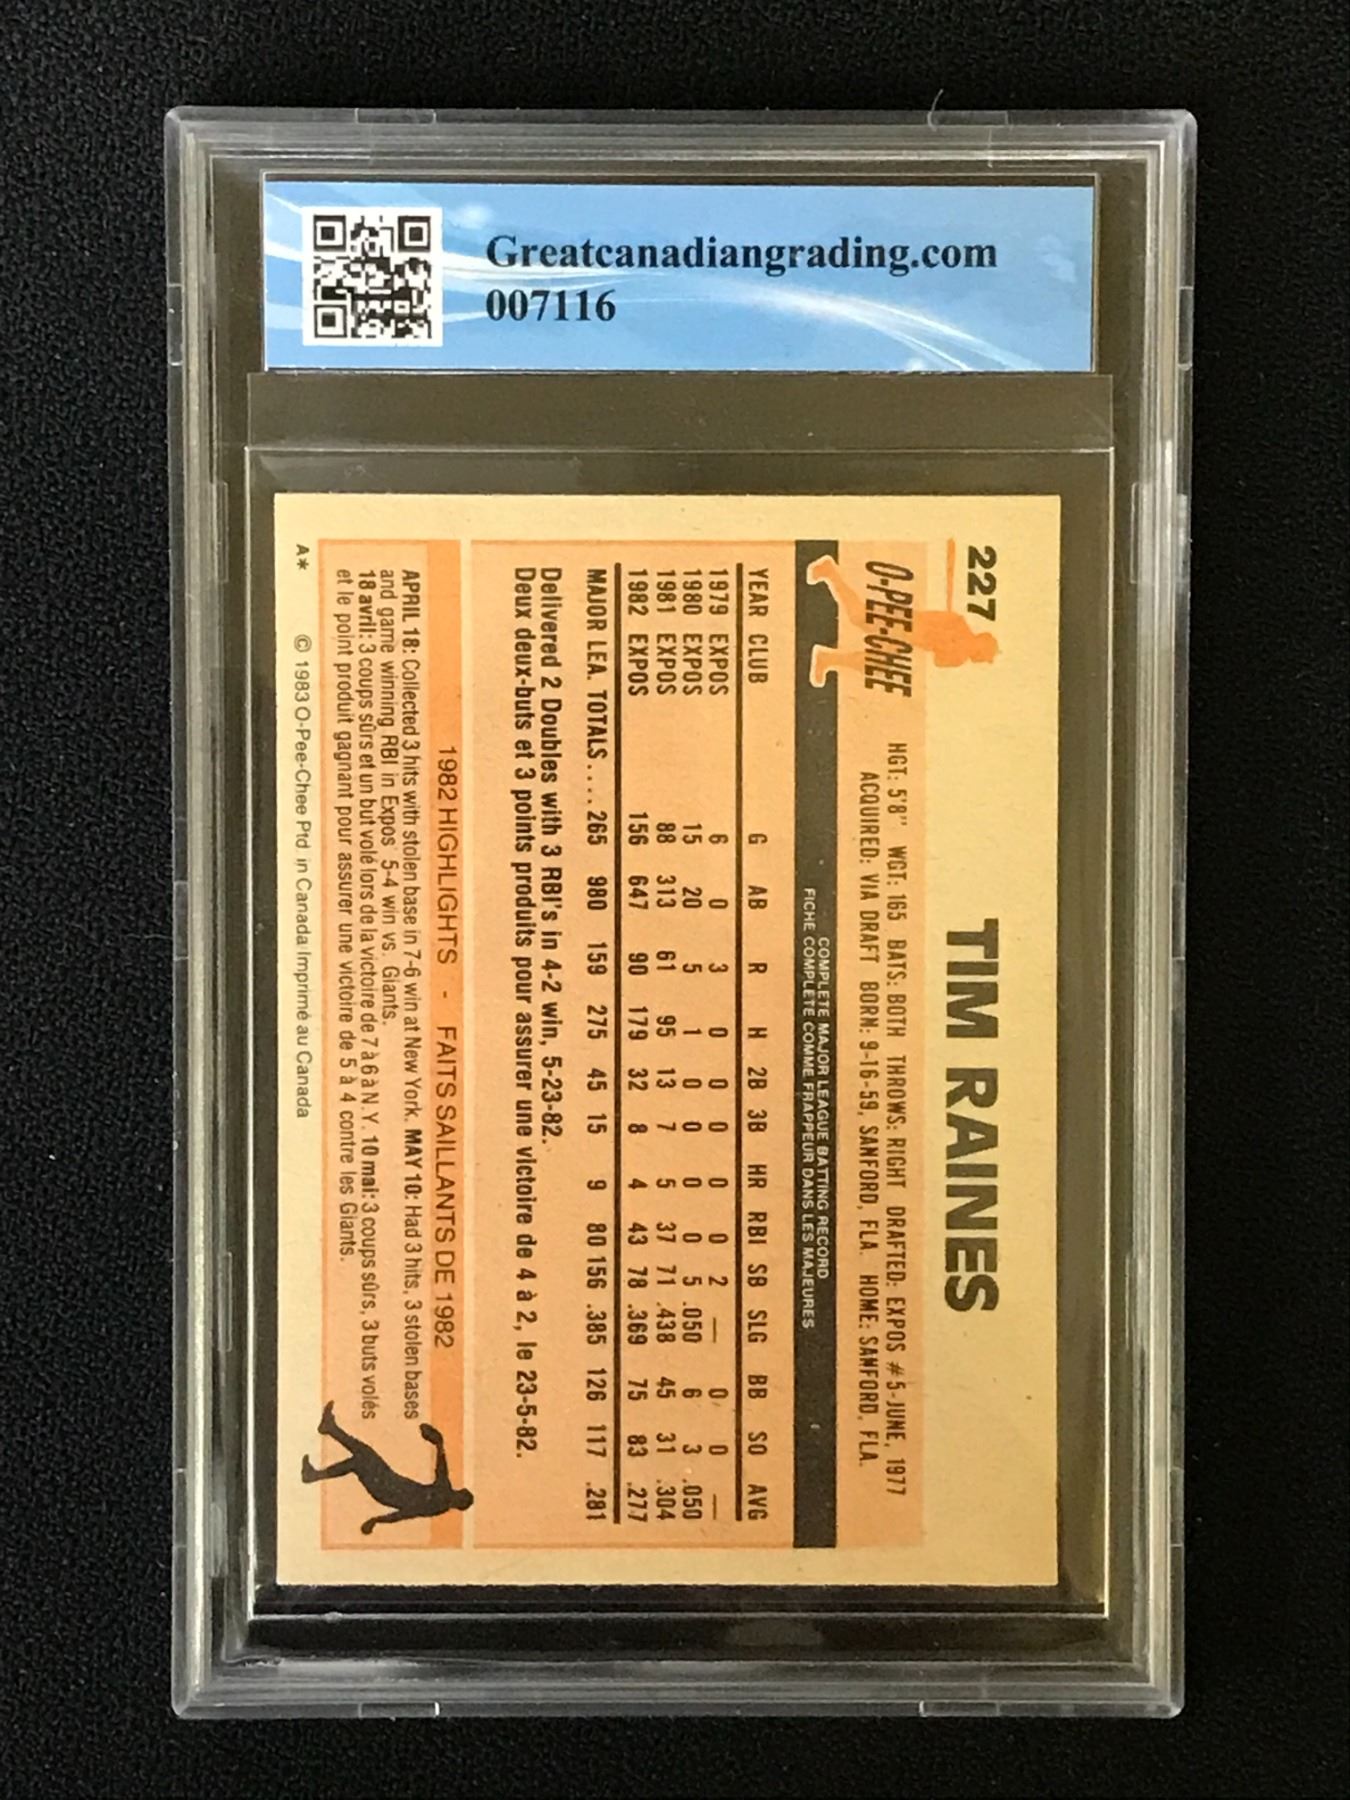 Greatcanadiangrading.com
007116
227
TIM RAINES
O-PEE-CHEE
HGT: 5'8" WGT: 165 BATS: BOTH THROWS: RIGHT DRAFTED: EXPOS #5-JUNE, 1977
ACQUIRED: VIA DRAFT BORN: 9-16-59, SANFORD, FLA. HOME: SANFORD, FLA.
COMPLETE MAJOR LEAGUE BATTING RECORD
FICHE COMPLETE COMME FRAPPEUR DANS LES MAJEURES
YEAR CLUB G AB R H 2B 3B HR RBI SB SLG BB SO AVG
1979 EXPOS 6 0 3 0 0 0 0 0 2 — 0 0 —
1980 EXPOS 15 20 5 1 0 0 0 0 5 .050 6 3 .050
1981 EXPOS 88 313 61 95 13 7 5 37 71 .438 45 31 .304
1982 EXPOS 156 647 90 179 32 8 4 43 78 .369 75 83 .277
MAJOR LEA. TOTALS.... 265 980 159 275 45 15 9 80 156 .385 126 117 .281
Delivered 2 Doubles with 3 RBI's in 4-2 win, 5-23-82.
Deux deux-buts et 3 points produits pour assurer une victoire de 4 à 2, le 23-5-82.
1982 HIGHLIGHTS - FAITS SAILLANTS DE 1982
APRIL 18: Collected 3 hits with stolen base in 7-6 win at New York. MAY 10: Had 3 hits, 3 stolen bases
and game winning RBI in Expos' 5-4 win vs. Giants.
18 avril: 3 coups sûrs et un but volé lors de la victoire de 7 à 6 à N.Y. 10 mai: 3 coups sûrs, 3 buts volés
et le point produit gagnant pour assurer une victoire de 5 à 4 contre les Giants.
A* © 1983 O-Pee-Chee Ptd. in Canada Imprimé au Canada